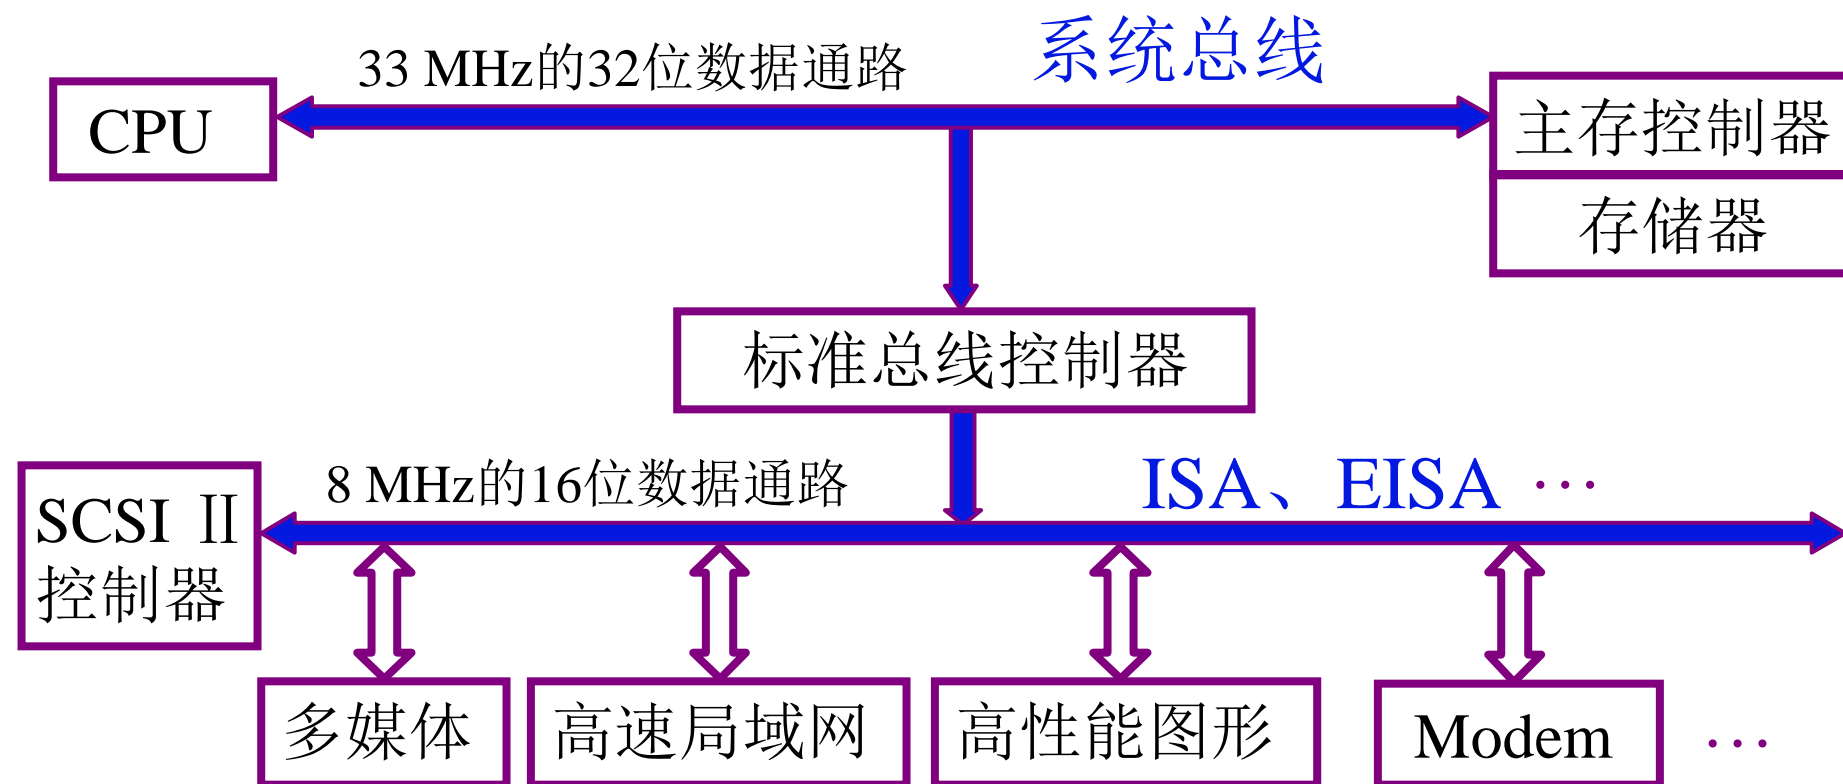 33 MHz的32位数据通路
系统总线
CPU
主存控制器
存储器
标准总线控制器
8 MHz的16位数据通路
ISA、EISA …
SCSI Ⅱ
控制器
多媒体
高速局域网
高性能图形
Modem
…